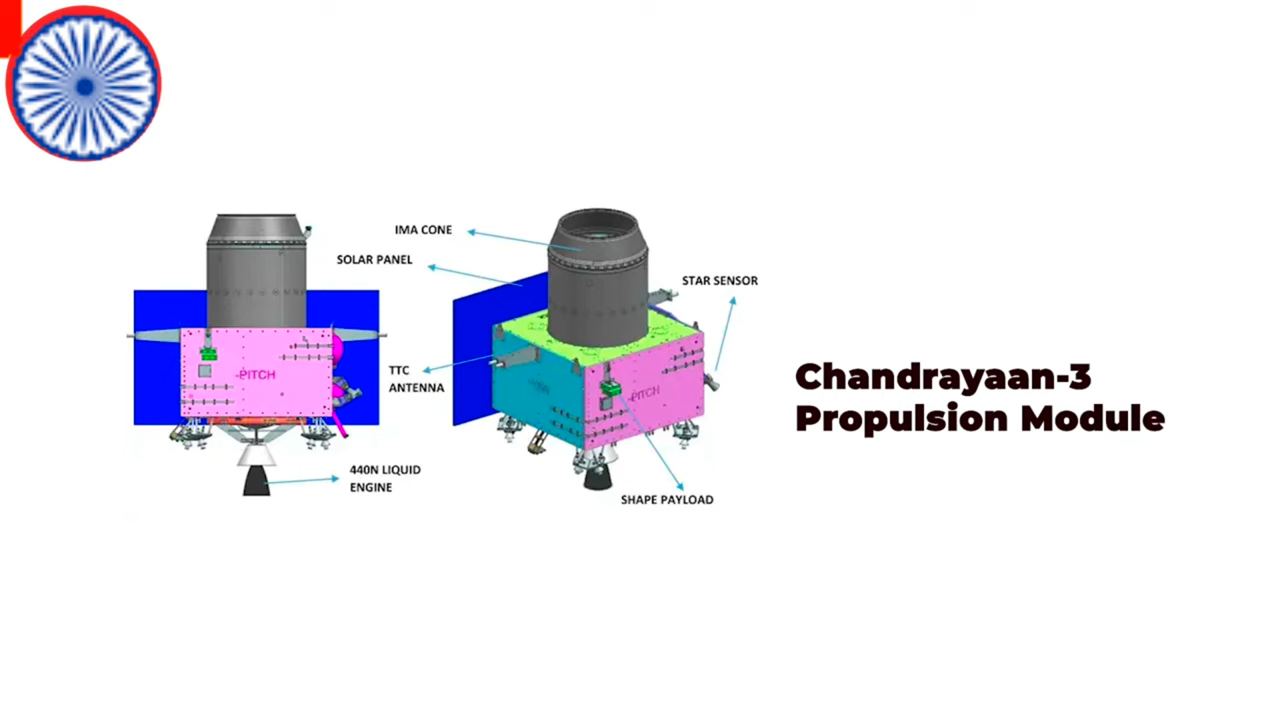 IMA CONE
SOLAR PANEL
STAR SENSOR
-PITCH
TTC
ANTENNA
-PITCH
Chandrayaan-3
Propulsion Module
440N LIQUID
ENGINE
SHAPE PAYLOAD